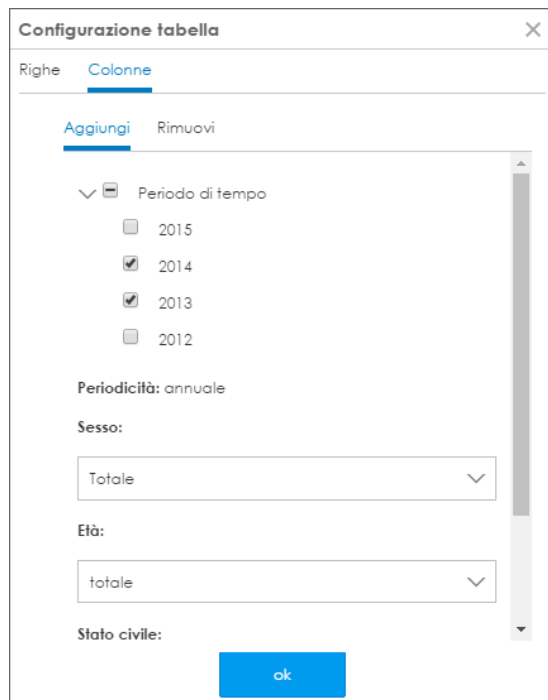 Configurazione tabella
Righe Colonne
Aggiungi Rimuovi
Periodo di tempo
2015
2014
2013
2012
Periodicità: annuale
Sesso:
Totale
Età:
totale
Stato civile:
ok